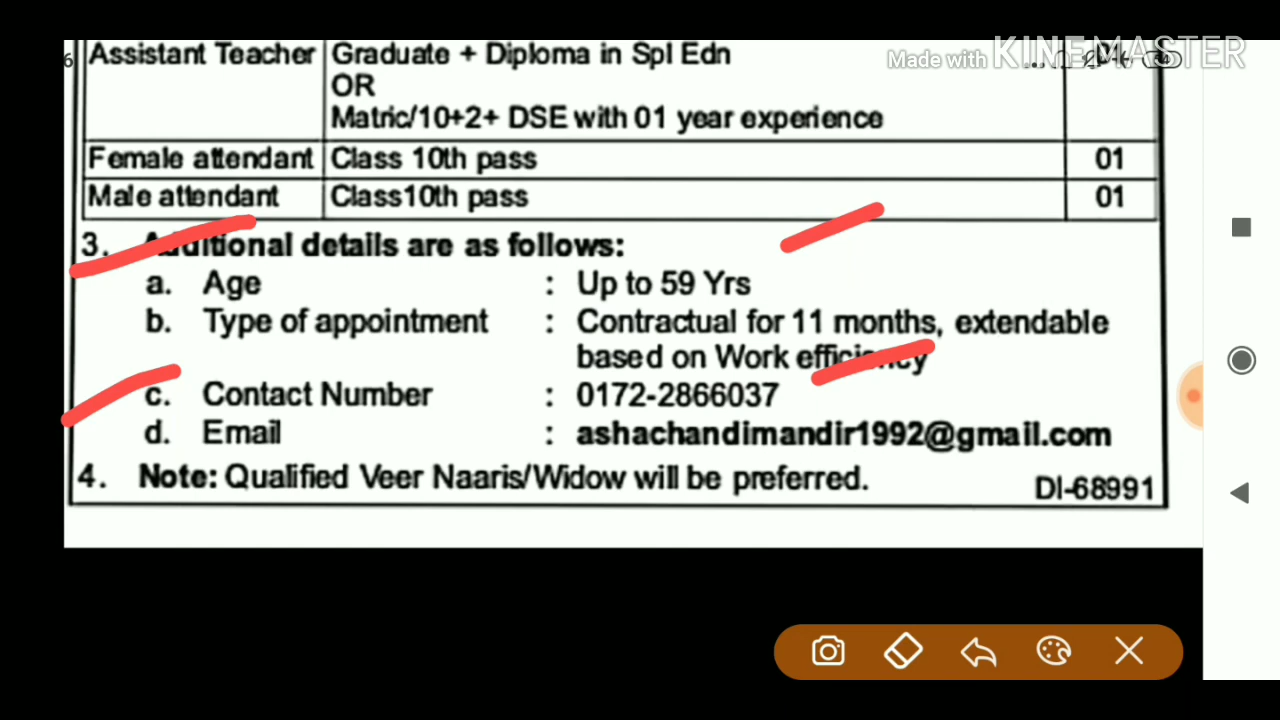 Made with KINEMASTER
Assistant Teacher Graduate + Diploma in Spl Edn
OR
Matric/10+2+ DSE with 01 year experience
Female attendant Class 10th pass 01
Male attendant Class10th pass 01
3. Additional details are as follows:
a. Age : Up to 59 Yrs
b. Type of appointment : Contractual for 11 months, extendable
based on Work efficiency
c. Contact Number : 0172-2866037
d. Email : ashachandimandir1992@gmail.com
4. Note: Qualified Veer Naaris/Widow will be preferred.
DI-68991